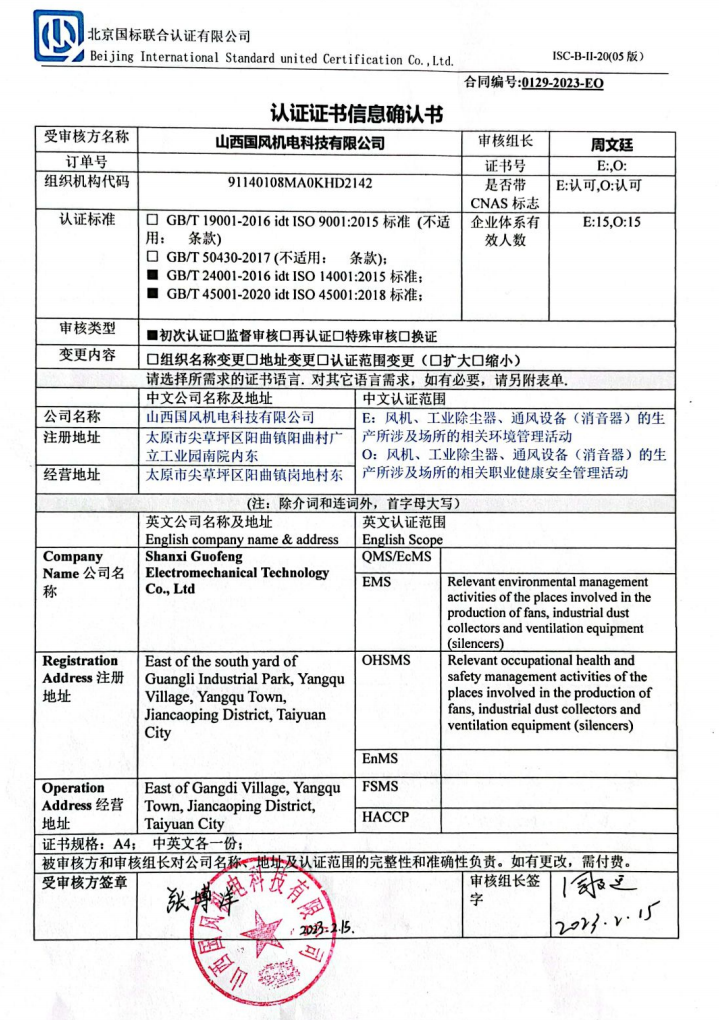 北京国标联合认证有限公司
Beijing International Standard united Certification Co.,Ltd.
ISC-B-II-20(05 版)
合同编号:0129-2023-EO
认证证书信息确认书
受审核方名称 山西国风机电科技有限公司 审核组长 周文廷
订单号 证书号 E:,O:
组织机构代码 91140108MA0KHD2142 是否带 E:认可,O:认可
CNAS 标志
认证标准 □ GB/T 19001-2016 idt ISO 9001:2015 标准 (不适 企业体系有 E:15,O:15
用： 条款) 效人数
□ GB/T 50430-2017 (不适用： 条款);
■ GB/T 24001-2016 idt ISO 14001:2015 标准;
■ GB/T 45001-2020 idt ISO 45001:2018 标准;
审核类型 ■初次认证□监督审核□再认证□特殊审核□换证
变更内容 □组织名称变更□地址变更□认证范围变更（□扩大□缩小）
请选择所需求的证书语言. 对其它语言需求，如有必要，请另附表单.
中文公司名称及地址 中文认证范围
公司名称 山西国风机电科技有限公司 E：风机、工业除尘器、通风设备（消音器）的生
注册地址 太原市尖草坪区阳曲镇阳曲村广 产所涉及场所的相关环境管理活动
立工业园南院内东 O：风机、工业除尘器、通风设备（消音器）的生
经营地址 太原市尖草坪区阳曲镇岗地村东 产所涉及场所的相关职业健康安全管理活动
(注：除介词和连词外，首字母大写)
英文公司名称及地址 英文认证范围
English company name & address English Scope
Company Shanxi Guofeng QMS/EcMS
Name 公司名 Electromechanical Technology
称 Co., Ltd
EMS Relevant environmental management
activities of the places involved in the
production of fans, industrial dust
collectors and ventilation equipment
(silencers)
Registration East of the south yard of OHSMS Relevant occupational health and
Address 注册 Guangli Industrial Park, Yangqu safety management activities of the
地址 Village, Yangqu Town, places involved in the production of
Jiancaoping District, Taiyuan fans, industrial dust collectors and
City ventilation equipment (silencers)
EnMS
Operation East of Gangdi Village, Yangqu FSMS
Address 经营 Town, Jiancaoping District,
地址 Taiyuan City HACCP
证书规格：A4； 中英文各一份;
被审核方和审核组长对公司名称、地址及认证范围的完整性和准确性负责。如有更改，需付费。
受审核方签章 张博洋 审核组长签
字
2023.2.15. 2023.2.15
山西国风机电科技有限公司